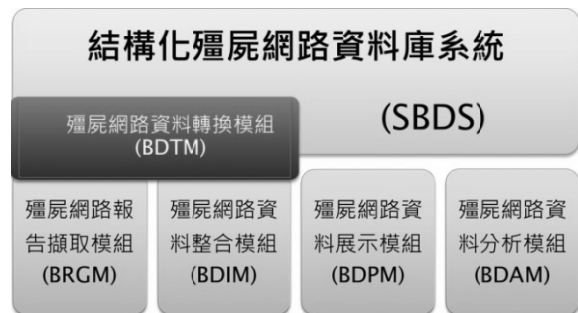 結構化殭屍網路資料庫系統
(SBDS)
殭屍網路資料轉換模組
(BDTM)
殭屍網路報
告擷取模組
(BRGM)
殭屍網路資
料整合模組
(BDIM)
殭屍網路資
料展示模組
(BDPM)
殭屍網路資
料分析模組
(BDAM)